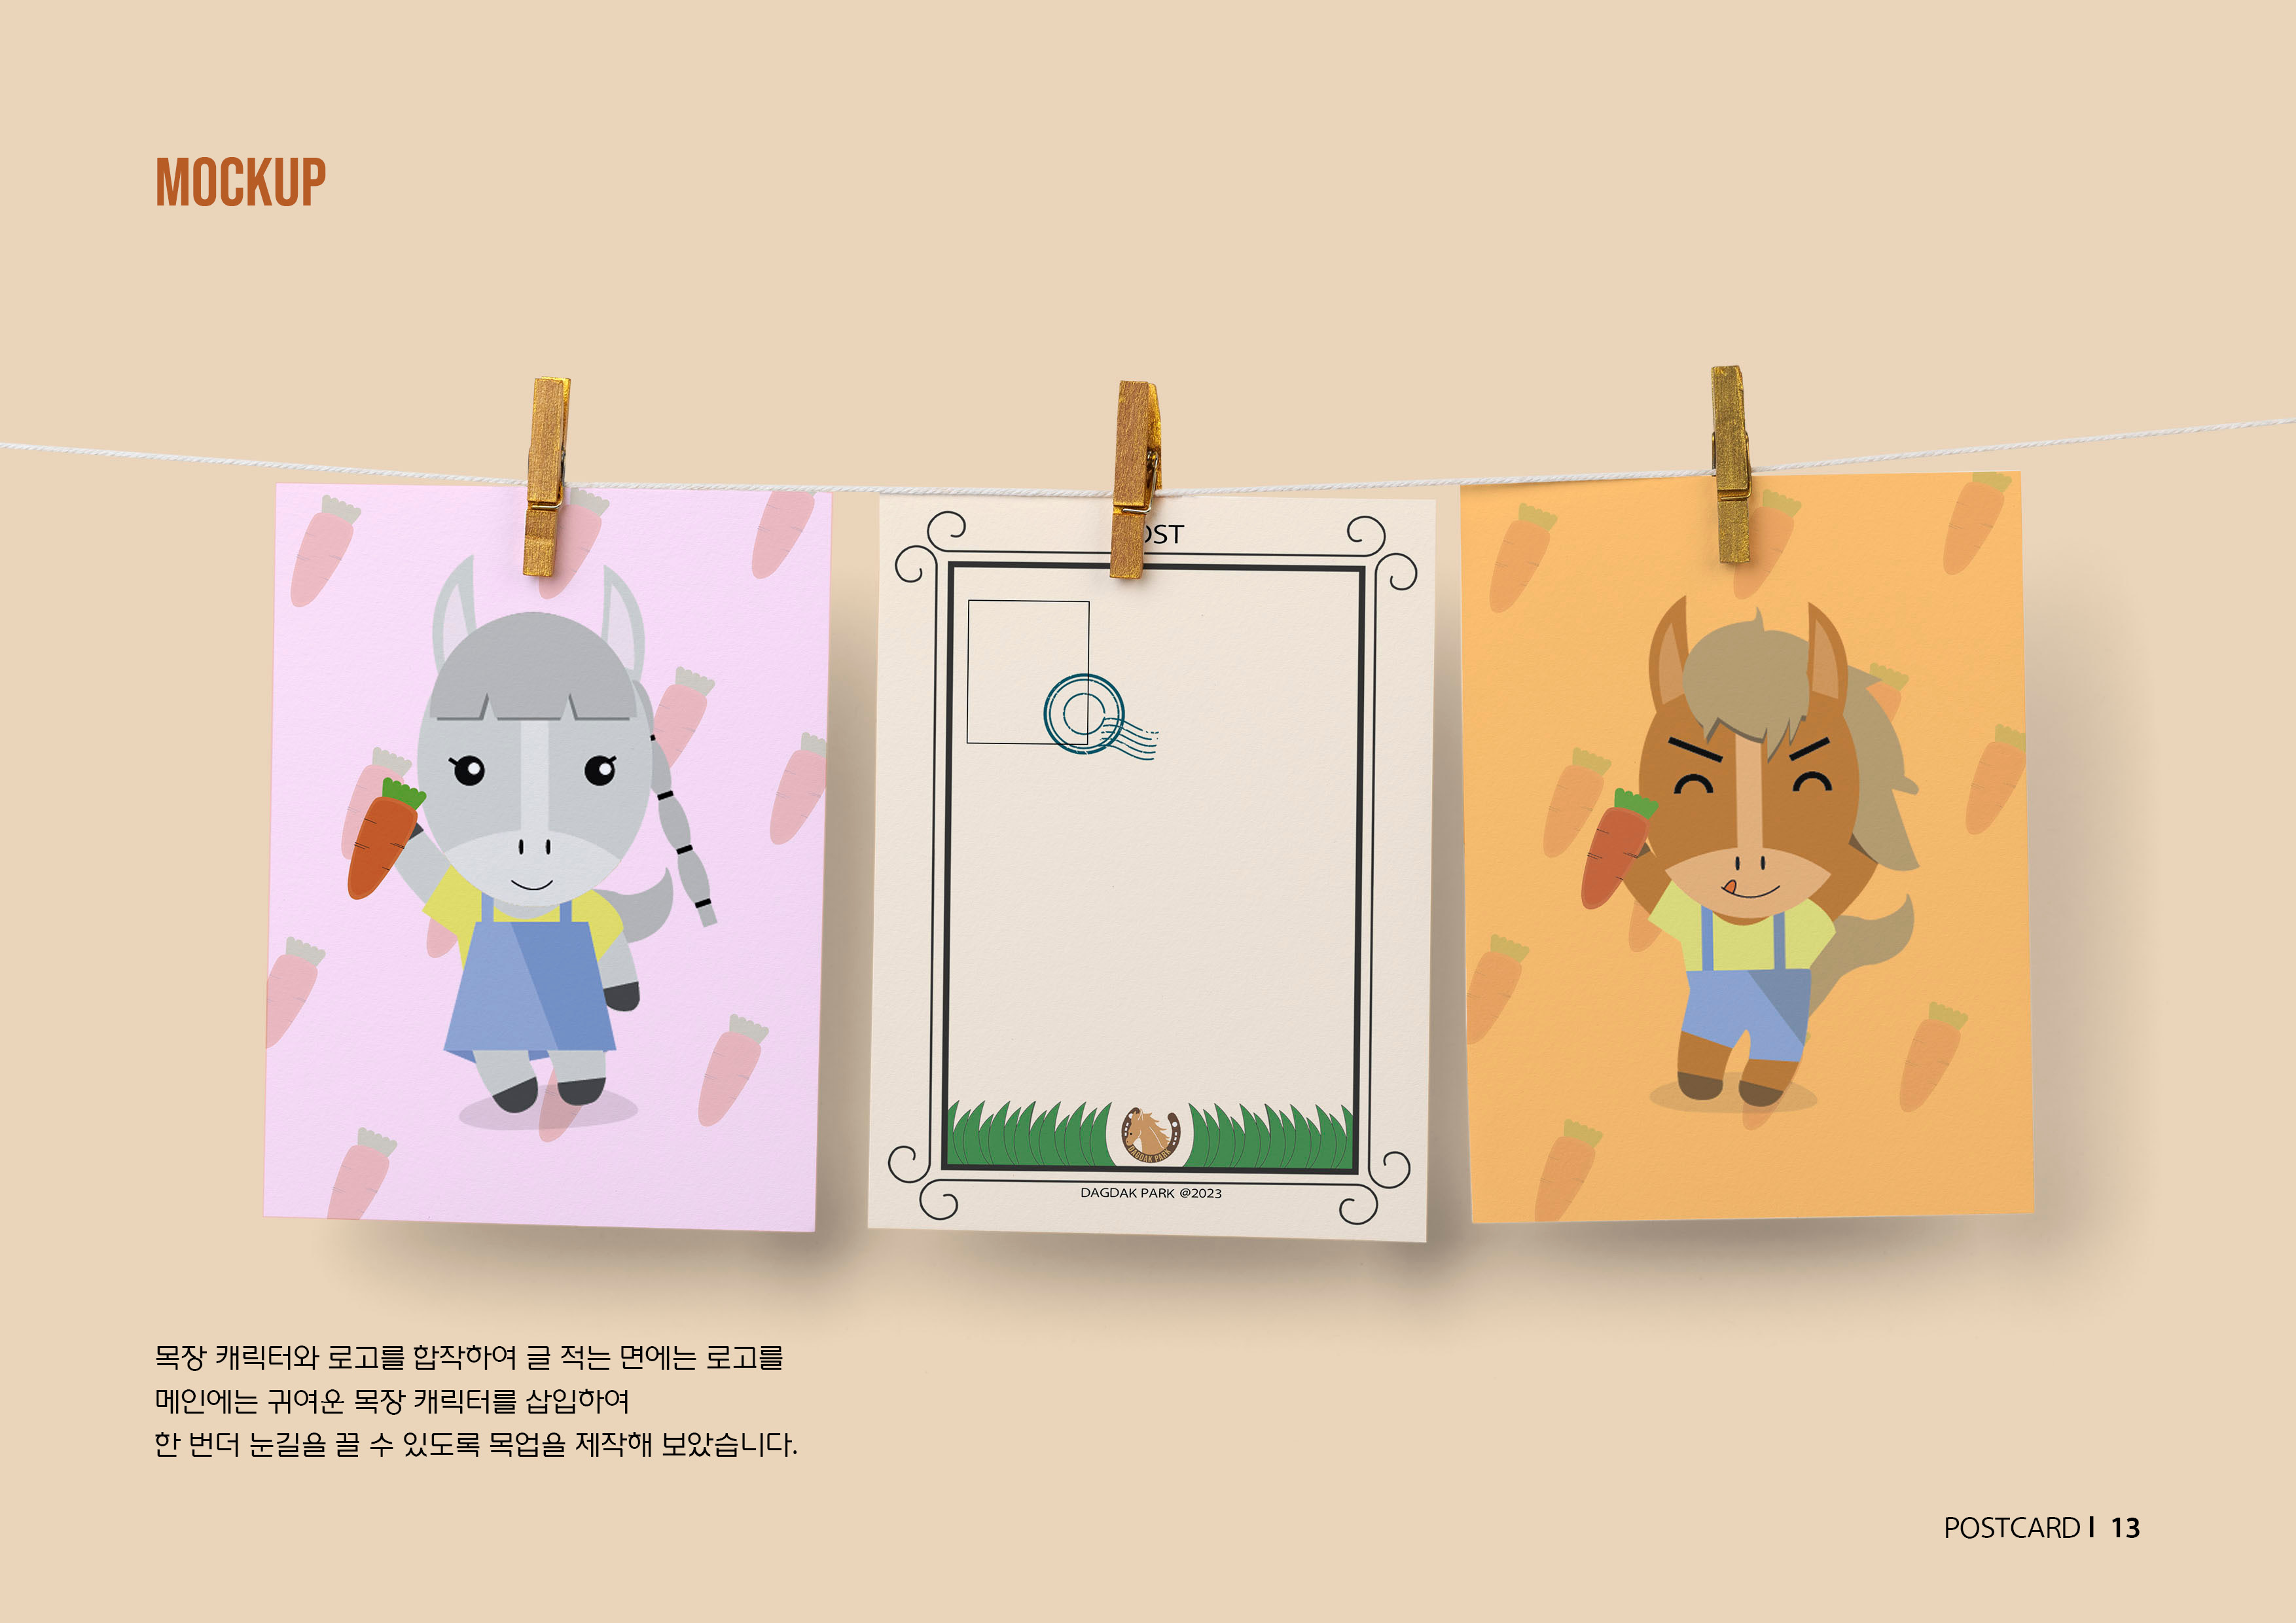 MOCKUP
OST
DAGDAK PARK
DAGDAK PARK @2023
목장 캐릭터와 로고를 합작하여 글 적는 면에는 로고를
메인에는 귀여운 목장 캐릭터를 삽입하여
한 번더 눈길을 끌 수 있도록 목업을 제작해 보았습니다.
POSTCARD | 13